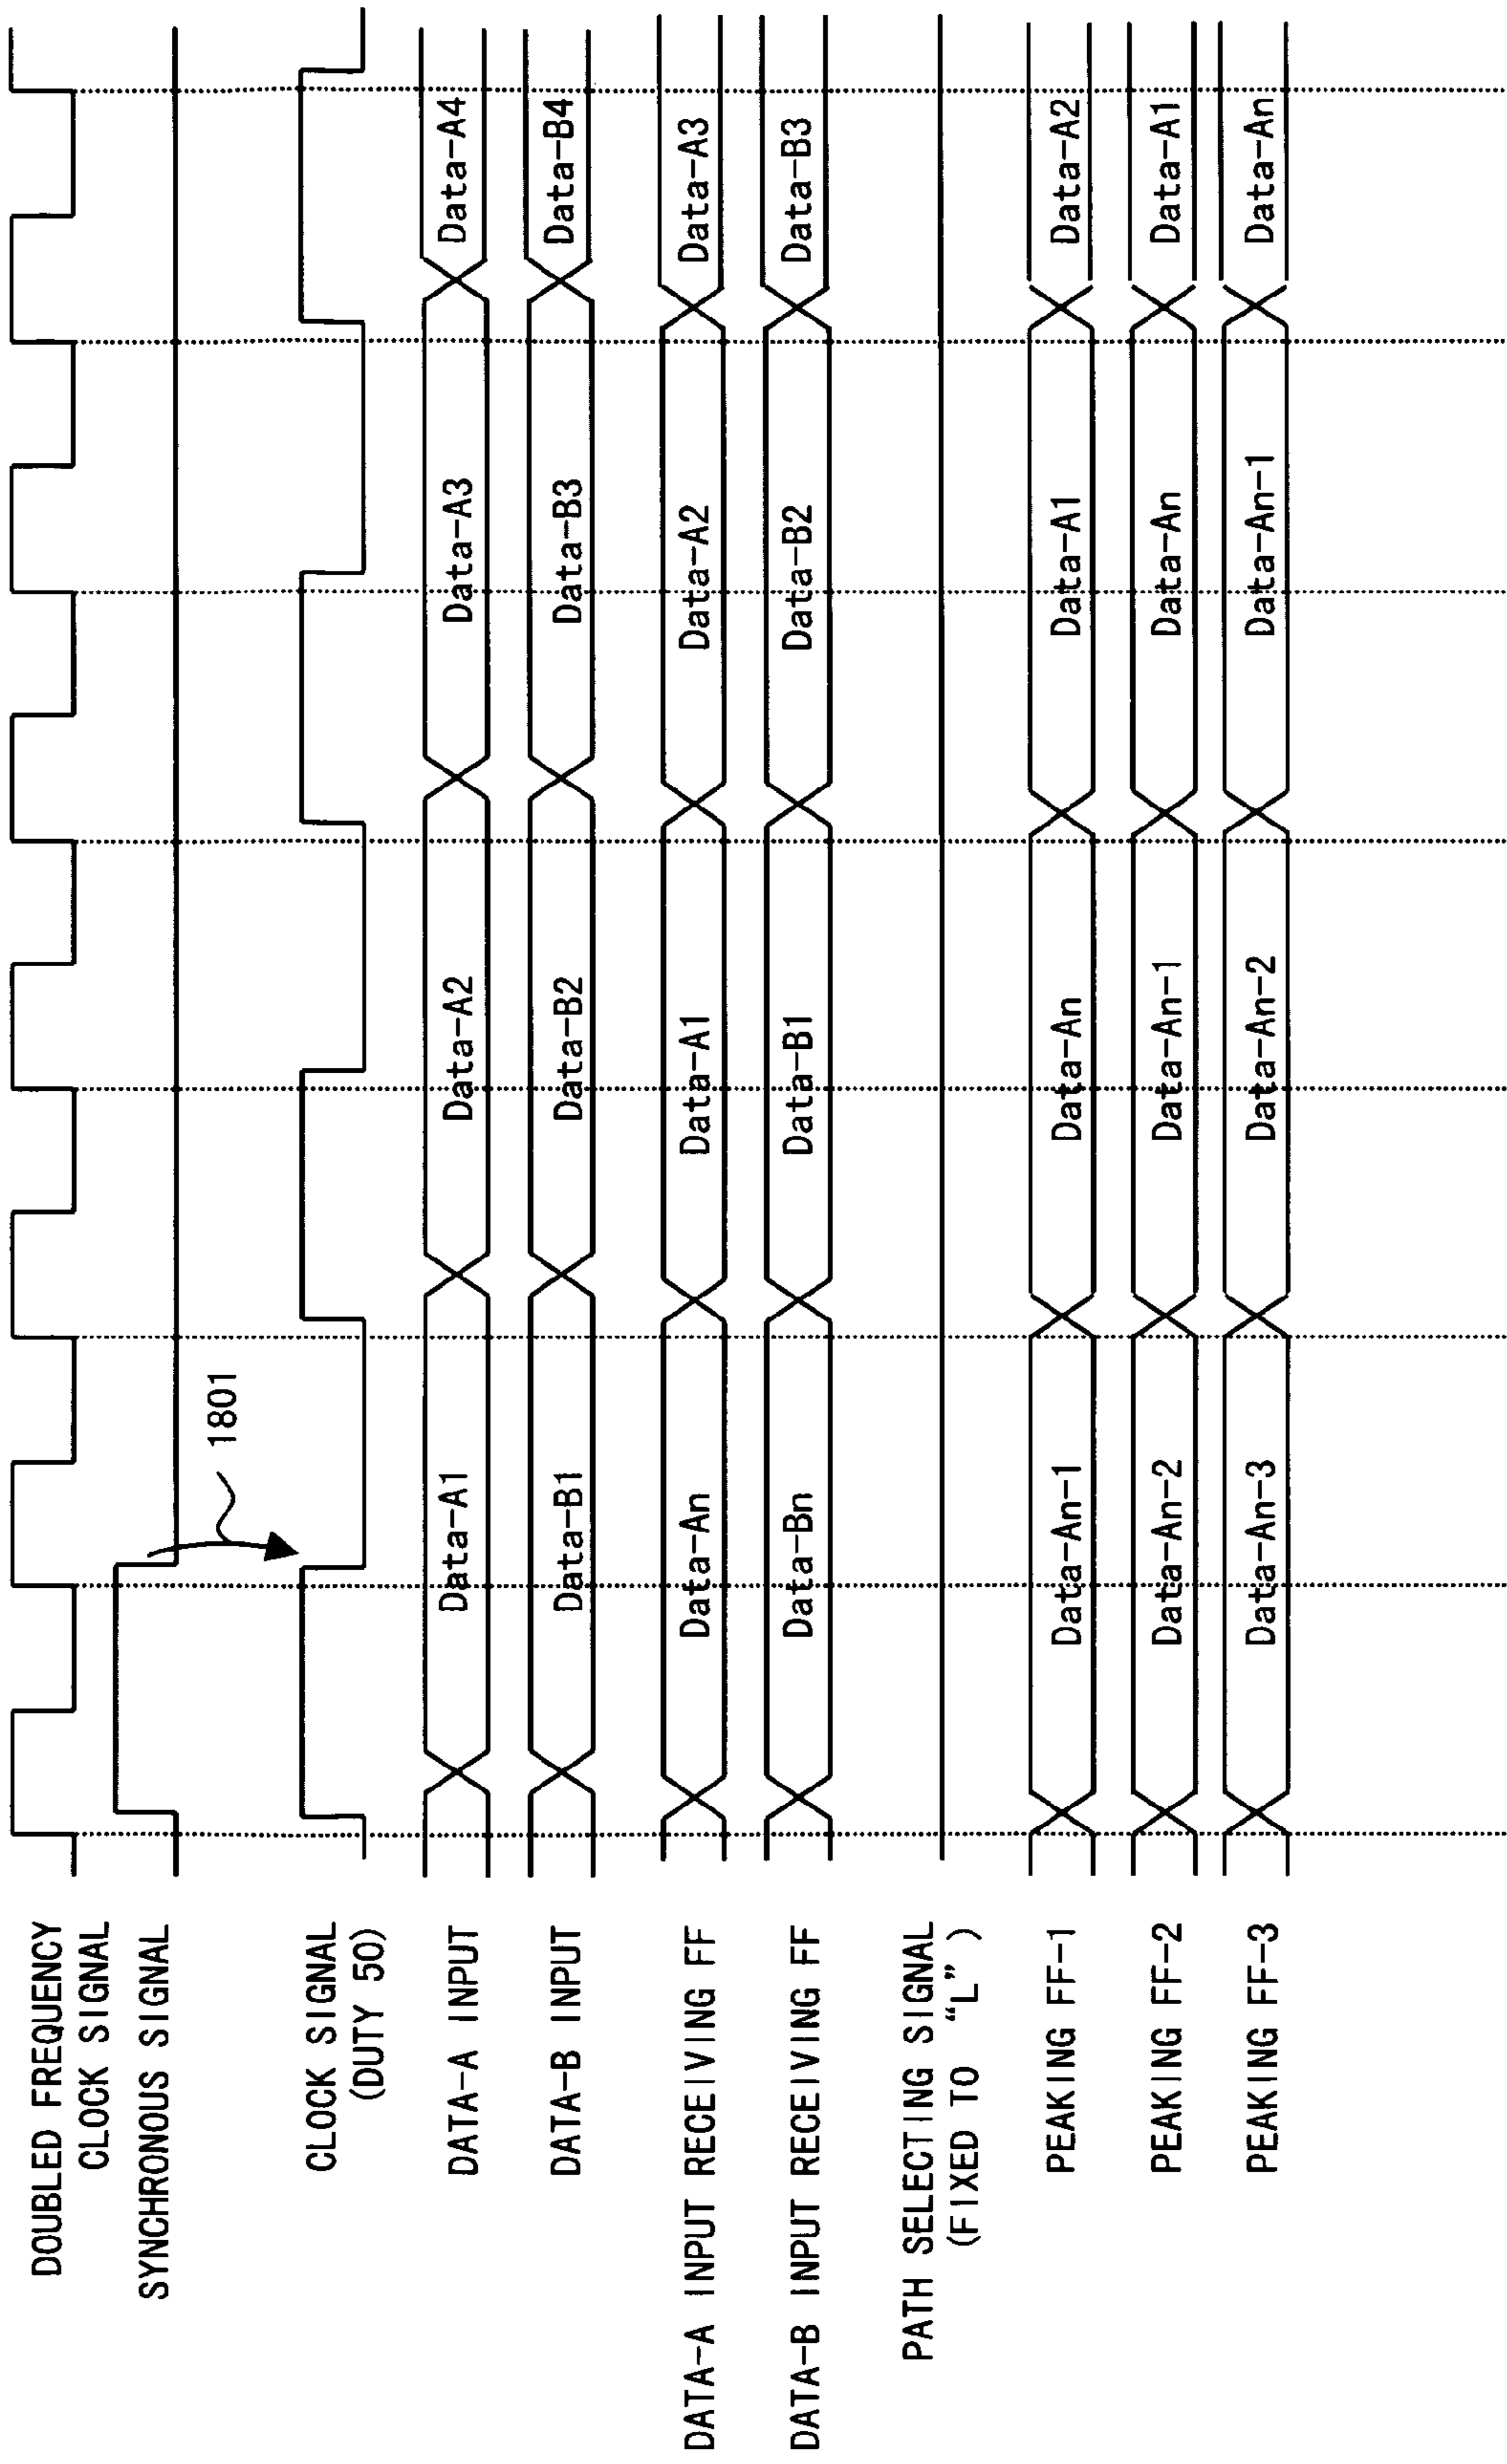 DOUBLED FREQUENCY
CLOCK SIGNAL
SYNCHRONOUS SIGNAL
1801
CLOCK SIGNAL
(DUTY 50)
DATA-A INPUT
Data-A1
Data-A2
Data-A3
Data-A4
DATA-B INPUT
Data-B1
Data-B2
Data-B3
Data-B4
DATA-A INPUT RECEIVING FF
Data-An
Data-A1
Data-A2
Data-A3
DATA-B INPUT RECEIVING FF
Data-Bn
Data-B1
Data-B2
Data-B3
PATH SELECTING SIGNAL
(FIXED TO “L”)
PEAKING FF-1
Data-An-1
Data-An
Data-A1
Data-A2
PEAKING FF-2
Data-An-2
Data-An-1
Data-An
Data-A1
PEAKING FF-3
Data-An-3
Data-An-2
Data-An-1
Data-An